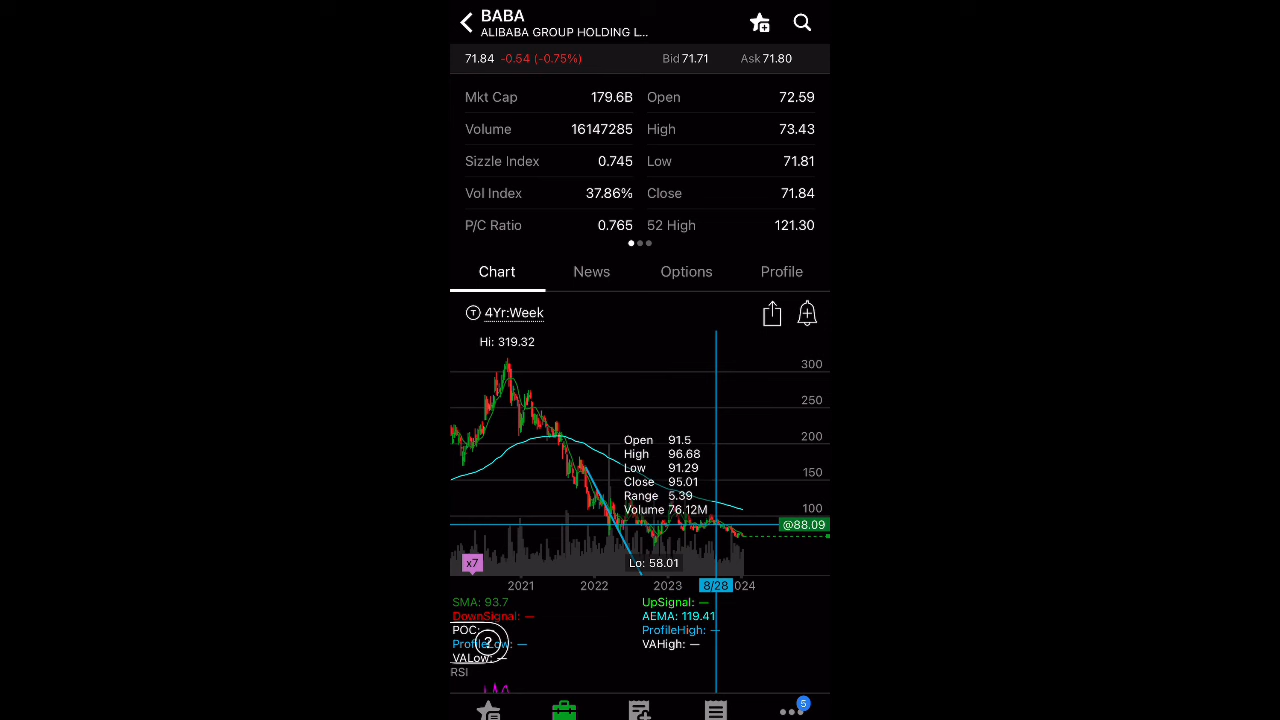 BABA
ALIBABA GROUP HOLDING L...
71.84 -0.54 (-0.75%) Bid 71.71 Ask 71.80
Mkt Cap 179.6B Open 72.59
Volume 16147285 High 73.43
Sizzle Index 0.745 Low 71.81
Vol Index 37.86% Close 71.84
P/C Ratio 0.765 52 High 121.30
Chart News Options Profile
T 4Yr:Week
Hi: 319.32
300
250
200
150
100
Open 91.5
High 96.68
Low 91.29
Close 95.01
Range 5.39
Volume 76.12M
@88.09
x7
Lo: 58.01
2021 2022 2023 8/28 024
SMA: 93.7 UpSignal: —
DownSignal: — AEMA: 119.41
POC: ProfileHigh: —
ProfileLow: — VAHigh: —
VALow: —
?
RSI
5